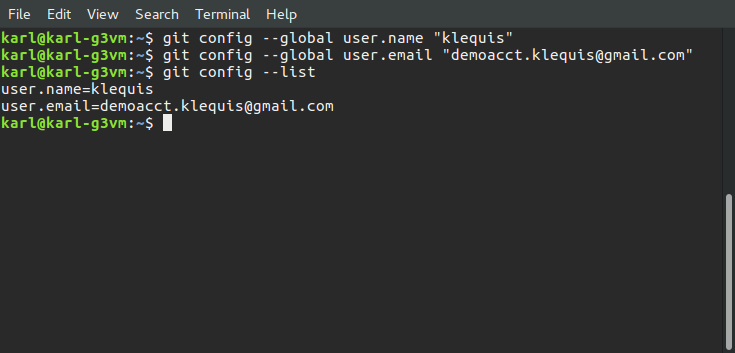 File Edit View Search Terminal Help
karl@karl-g3vm:~$ git config --global user.name "klequis"
karl@karl-g3vm:~$ git config --global user.email "demoacct.klequis@gmail.com"
karl@karl-g3vm:~$ git config --list
user.name=klequis
user.email=demoacct.klequis@gmail.com
karl@karl-g3vm:~$